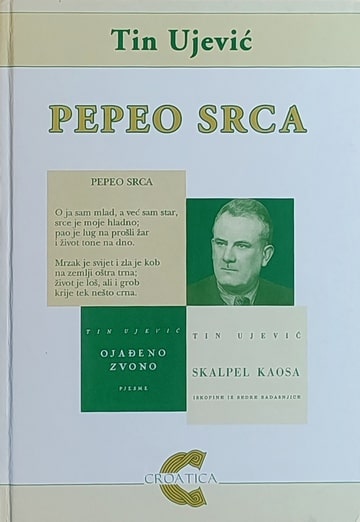 Tin Ujević
PEPEO SRCA
PEPEO SRCA
O ja sam mlad, a već sam star,
srce je moje hladno;
pao je lug na prošli žar
i život tone na dno.
Mrzak je svijet i zla je kob
na zemlji oštra trna;
život je loš, ali i grob
krije tek nešto crna.
TIN UJEVIĆ
OJAĐENO
ZVONO
PJESME
TIN UJEVIĆ
SKALPEL KAOSA
ISKOPINE IZ SEDRE SADAŠNJICE
CROATICA